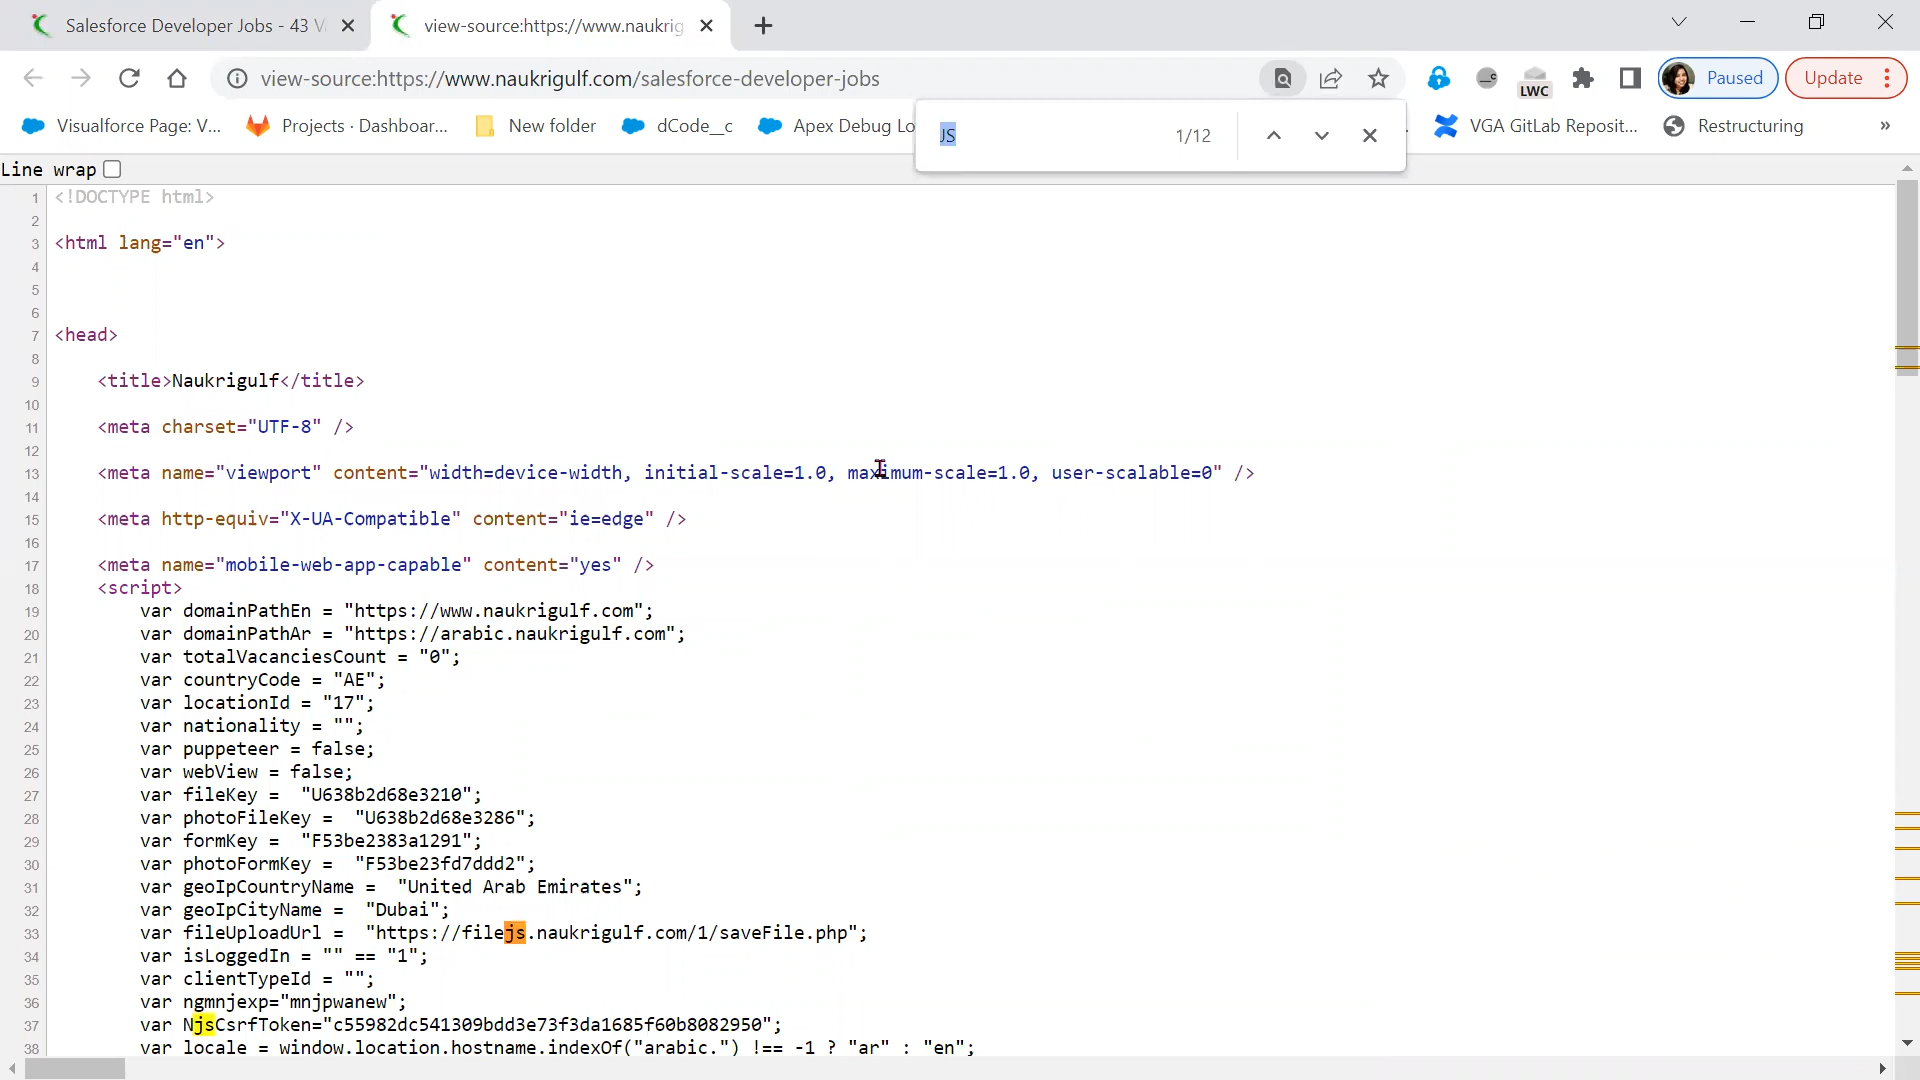 Salesforce Developer Jobs - 43 V
view-source:https://www.naukrig
view-source:https://www.naukrigulf.com/salesforce-developer-jobs
LWC
Paused
Update
Visualforce Page: V...
Projects · Dashboar...
New folder
dCode__c
Apex Debug Lo
VGA GitLab Reposit...
Restructuring
»
JS
1/12
Line wrap
1 <!DOCTYPE html>
2
3 <html lang="en">
4
5
6
7 <head>
8
9 <title>Naukrigulf</title>
10
11 <meta charset="UTF-8" />
12
13 <meta name="viewport" content="width=device-width, initial-scale=1.0, maximum-scale=1.0, user-scalable=0" />
14
15 <meta http-equiv="X-UA-Compatible" content="ie=edge" />
16
17 <meta name="mobile-web-app-capable" content="yes" />
18 <script>
19 var domainPathEn = "https://www.naukrigulf.com";
20 var domainPathAr = "https://arabic.naukrigulf.com";
21 var totalVacanciesCount = "0";
22 var countryCode = "AE";
23 var locationId = "17";
24 var nationality = "";
25 var puppeteer = false;
26 var webView = false;
27 var fileKey = "U638b2d68e3210";
28 var photoFileKey = "U638b2d68e3286";
29 var formKey = "F53be2383a1291";
30 var photoFormKey = "F53be23fd7ddd2";
31 var geoIpCountryName = "United Arab Emirates";
32 var geoIpCityName = "Dubai";
33 var fileUploadUrl = "https://filejs.naukrigulf.com/1/saveFile.php";
34 var isLoggedIn = "" == "1";
35 var clientTypeId = "";
36 var ngmnjexp="mnjpwanew";
37 var NjsCsrfToken="c55982dc541309bdd3e73f3da1685f60b8082950";
38 var locale = window.location.hostname.indexOf("arabic.") !== -1 ? "ar" : "en";